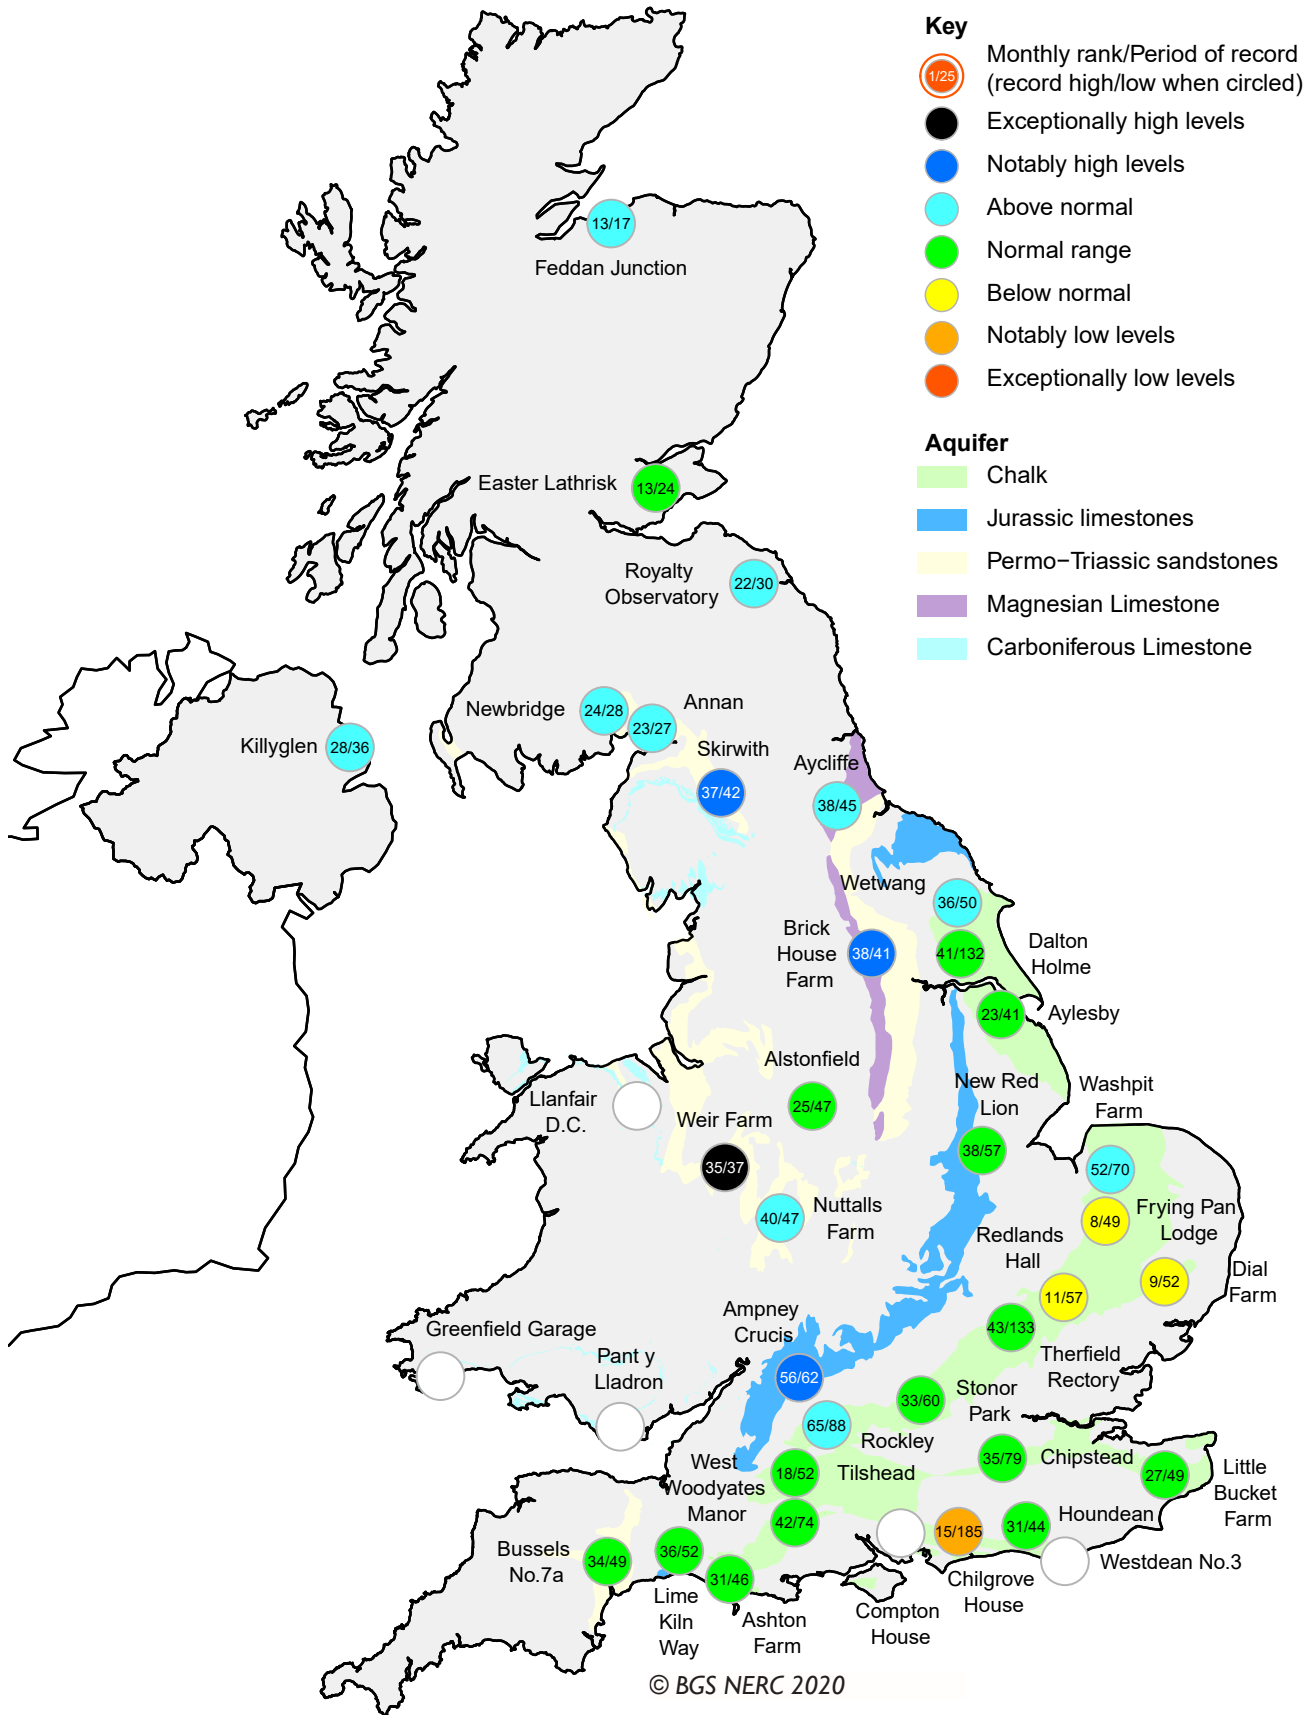 Key
1/25
Monthly rank/Period of record
(record high/low when circled)
Exceptionally high levels
Notably high levels
Above normal
Normal range
Below normal
Notably low levels
Exceptionally low levels
Aquifer
Chalk
Jurassic limestones
Permo−Triassic sandstones
Magnesian Limestone
Carboniferous Limestone
13/17
Feddan Junction
Easter Lathrisk
13/24
Royalty
Observatory
22/30
Newbridge
24/28
Annan
23/27
Killyglen
28/36
Skirwith
37/42
Aycliffe
38/45
Wetwang
36/50
Brick
House
Farm
38/41
41/132
Dalton
Holme
23/41
Aylesby
Alstonfield
25/47
New Red
Lion
38/57
Washpit
Farm
52/70
Llanfair
D.C.
Weir Farm
35/37
40/47
Nuttalls
Farm
8/49
Frying Pan
Lodge
Redlands
Hall
11/57
9/52
Dial
Farm
Ampney
Crucis
56/62
43/133
Therfield
Rectory
Greenfield Garage
Pant y
Lladron
33/60
Stonor
Park
65/88
Rockley
West
Woodyates
Manor
18/52
Tilshead
35/79
Chipstead
27/49
Little
Bucket
Farm
42/74
15/185
31/44
Houndean
Bussels
No.7a
34/49
36/52
31/46
Westdean No.3
Lime
Kiln
Way
Ashton
Farm
Compton
House
Chilgrove
House
© BGS NERC 2020